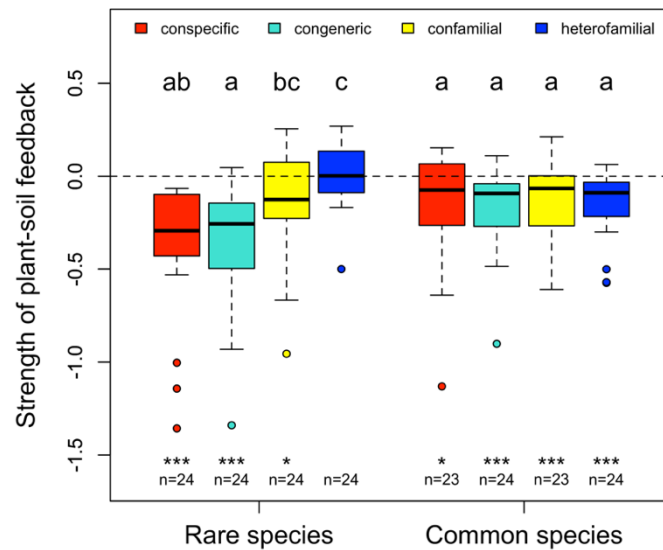 conspecific congeneric confamilial heterofamilial
Strength of plant-soil feedback
0.5
0.0
-0.5
-1.0
-1.5
ab a bc c a a a a
*** *** * * *** *** ***
n=24 n=24 n=24 n=24 n=23 n=24 n=23 n=24
Rare species Common species